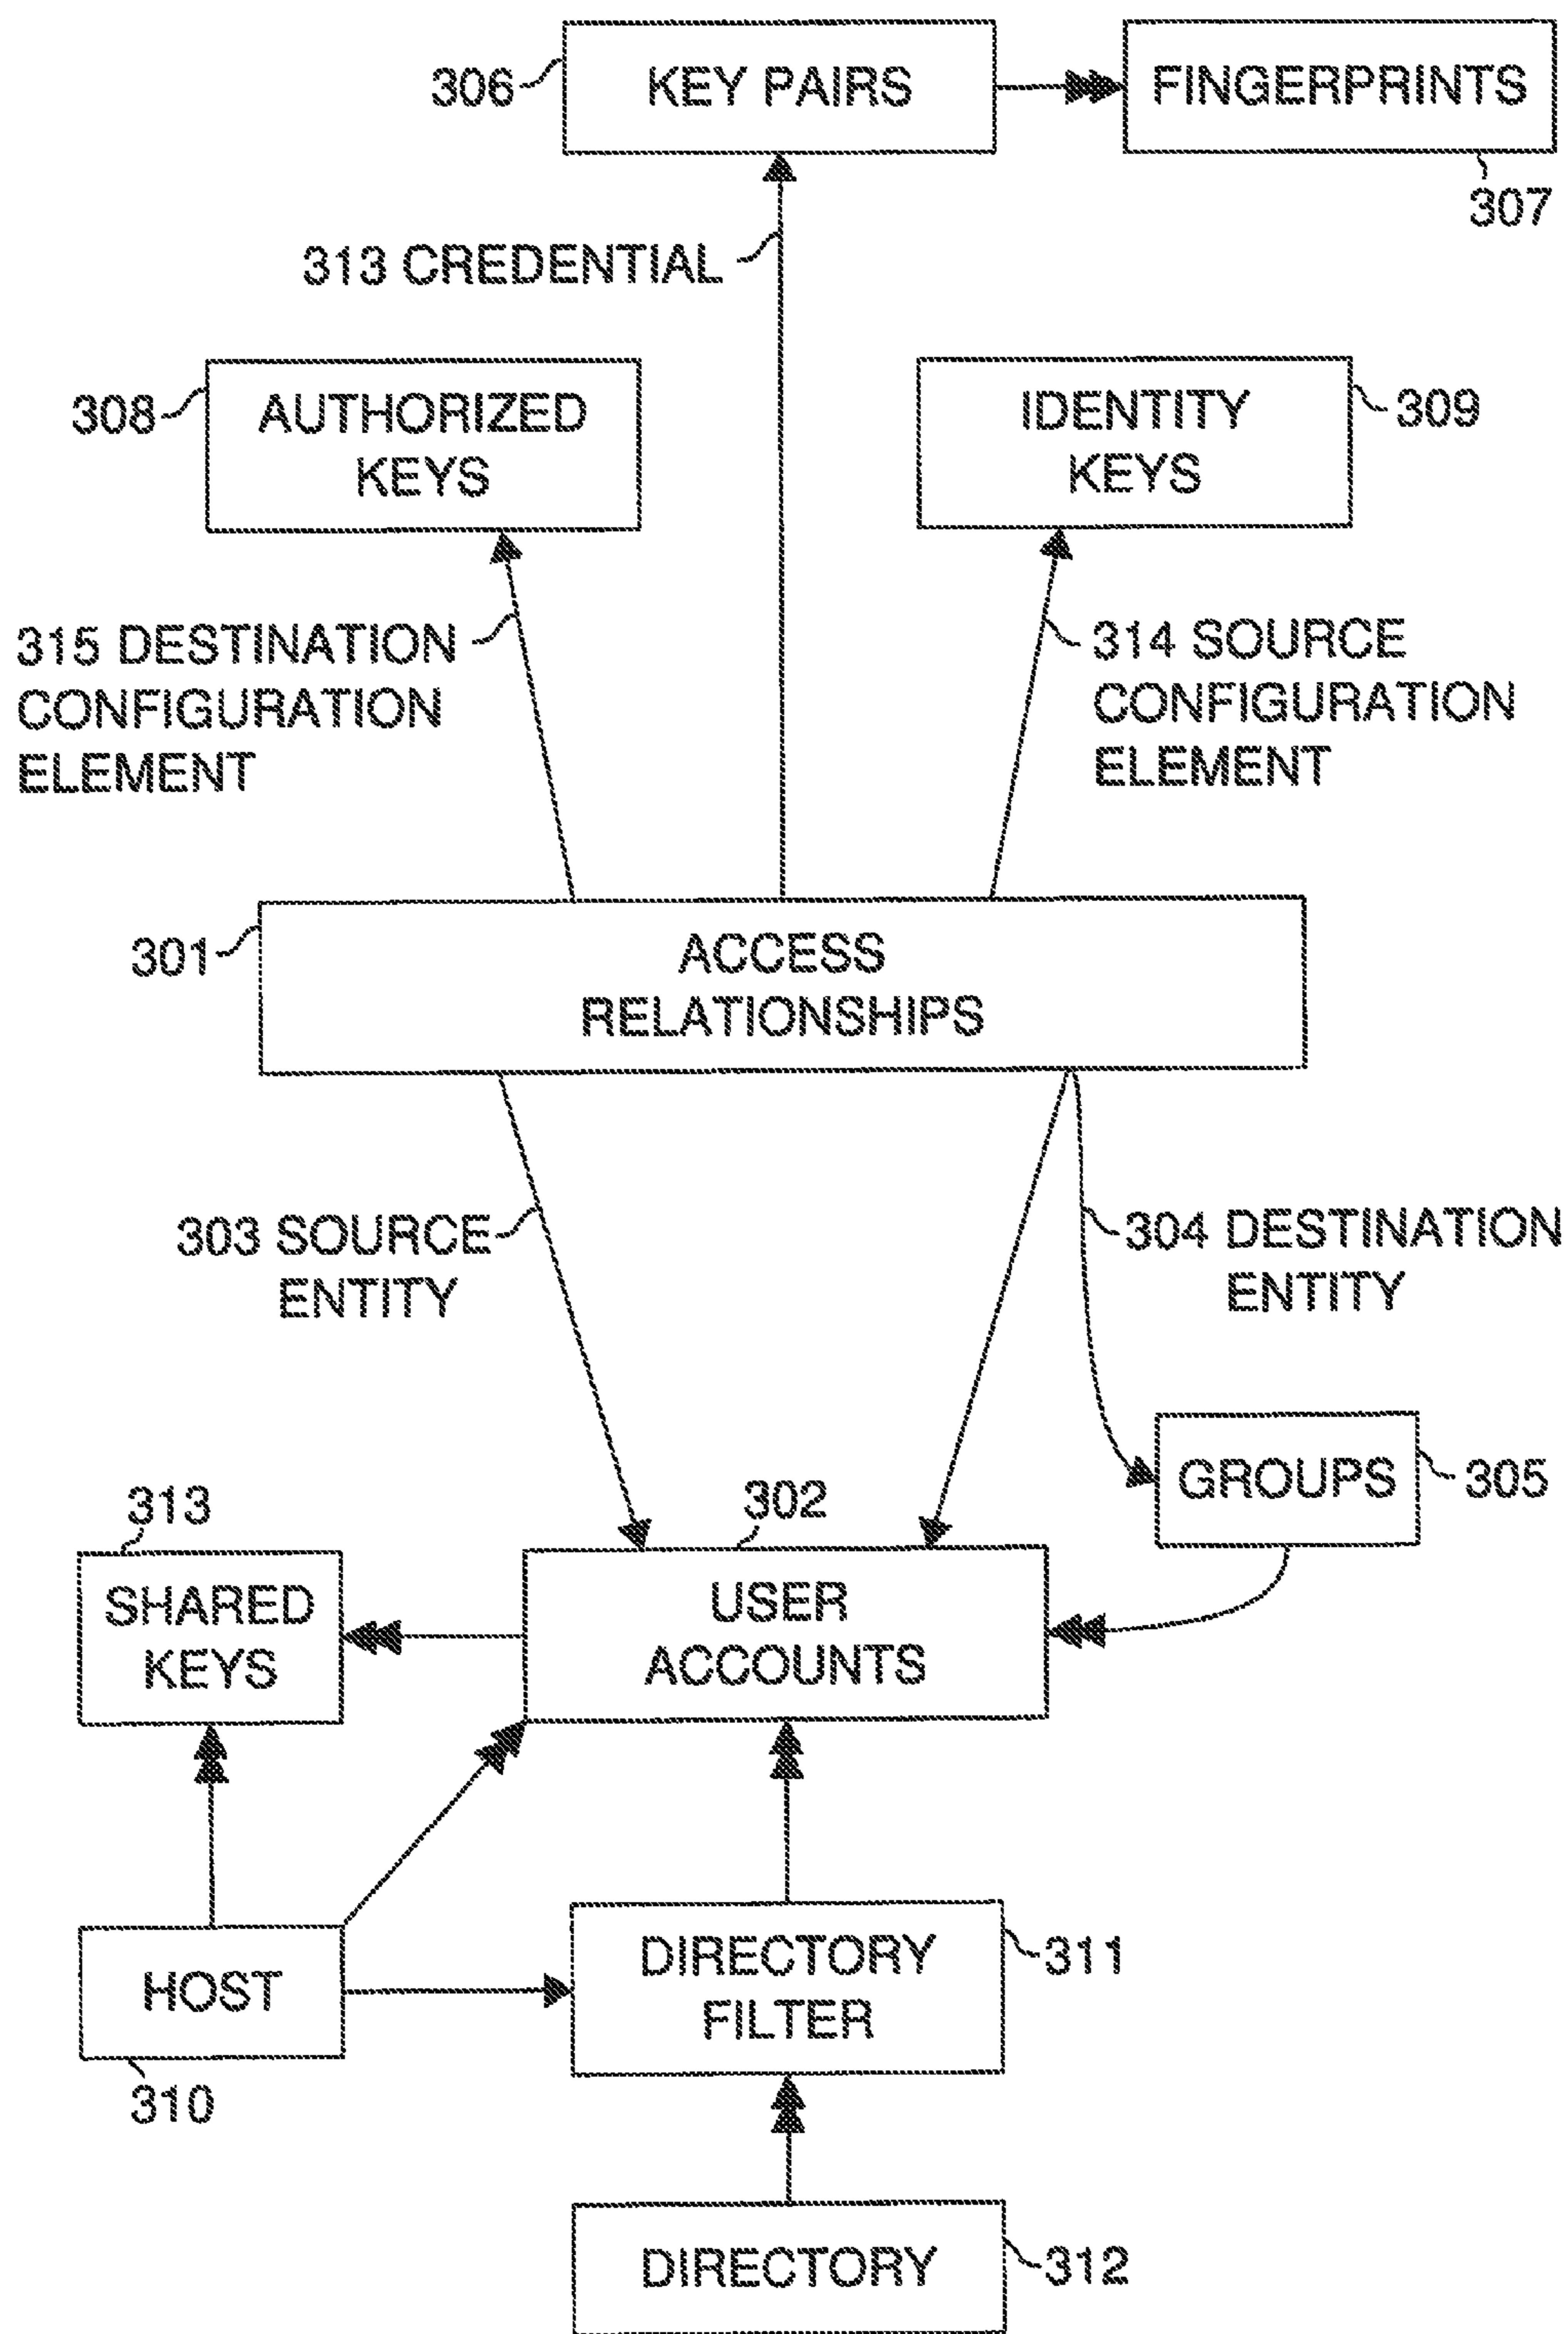 306 KEY PAIRS FINGERPRINTS
307
313 CREDENTIAL
308 AUTHORIZED
KEYS
IDENTITY
KEYS
309
315 DESTINATION
CONFIGURATION
ELEMENT
314 SOURCE
CONFIGURATION
ELEMENT
301
ACCESS
RELATIONSHIPS
303 SOURCE
ENTITY
304 DESTINATION
ENTITY
GROUPS 305
313
SHARED
KEYS
302
USER
ACCOUNTS
HOST
310
DIRECTORY
FILTER
311
DIRECTORY 312